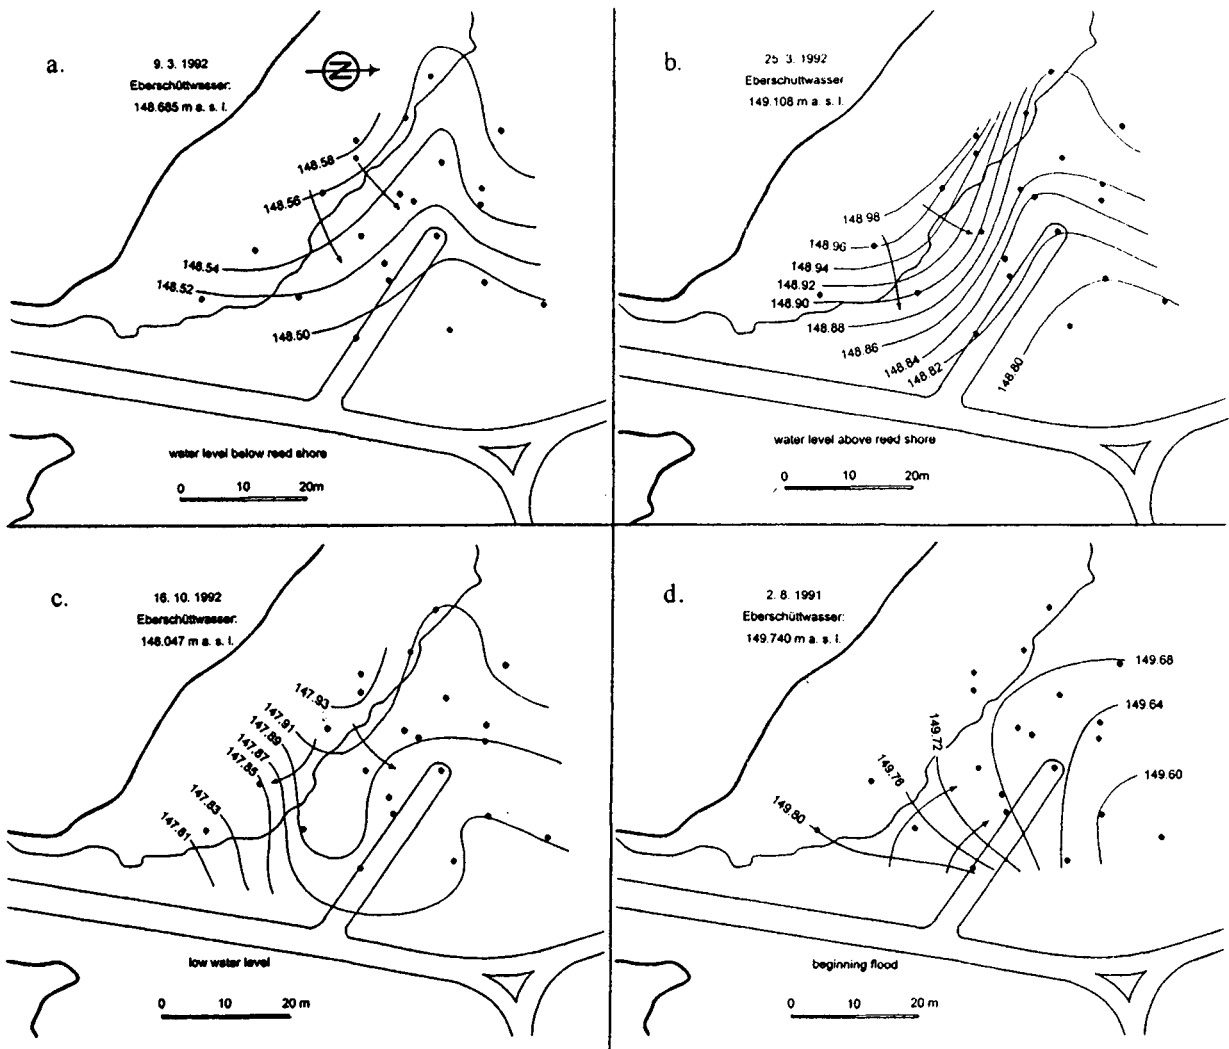 a.
9. 3. 1992
Eberschüttwasser:
148.685 m a. s. l.
N
148.58
148.56
148.54
148.52
148.50
water level below reed shore
0 10 20m
b.
25 3. 1992
Eberschuttwasser
149.108 m a. s. l.
148.98
148.96
148.94
148.92
148.90
148.88
148.86
148.84
148.82
148.80
water level above reed shore
0 10 20m
c.
16. 10. 1992
Eberschüttwasser:
148.047 m a. s. l.
147.93
147.91
147.89
147.87
147.85
147.83
147.81
low water level
0 10 20 m
d.
2. 8. 1991
Eberschüttwasser:
149.740 m a. s. l.
149.68
149.64
149.72
149.76
149.60
149.80
beginning flood
0 10 20 m